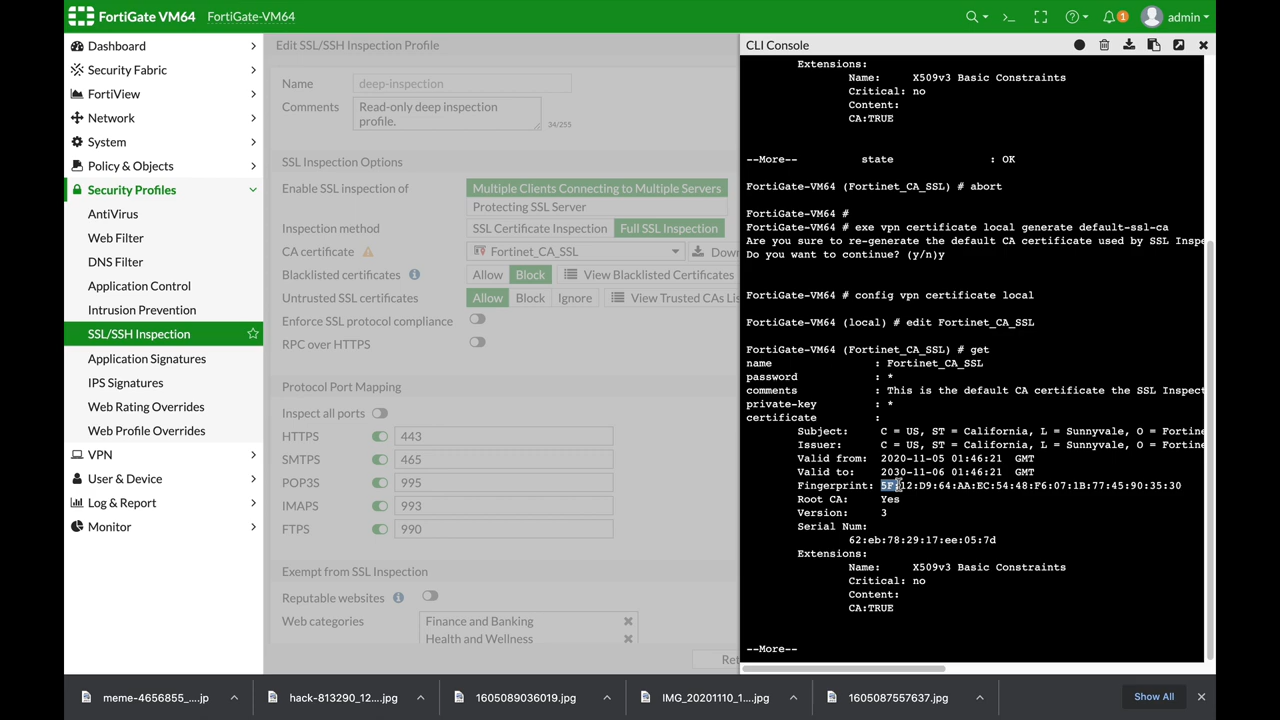 FortiGate VM64 FortiGate-VM64 1 admin
Dashboard
Security Fabric
FortiView
Network
System
Policy & Objects
Security Profiles
AntiVirus
Web Filter
DNS Filter
Application Control
Intrusion Prevention
SSL/SSH Inspection
Application Signatures
IPS Signatures
Web Rating Overrides
Web Profile Overrides
VPN
User & Device
Log & Report
Monitor
Edit SSL/SSH Inspection Profile
Name deep-inspection
Comments Read-only deep inspection
profile.
34/255
SSL Inspection Options
Enable SSL inspection of Multiple Clients Connecting to Multiple Servers
Protecting SSL Server
Inspection method SSL Certificate Inspection Full SSL Inspection
CA certificate Fortinet_CA_SSL Down
Blacklisted certificates Allow Block View Blacklisted Certificates
Untrusted SSL certificates Allow Block Ignore View Trusted CAs Lis
Enforce SSL protocol compliance
RPC over HTTPS
Protocol Port Mapping
Inspect all ports
HTTPS 443
SMTPS 465
POP3S 995
IMAPS 993
FTPS 990
Exempt from SSL Inspection
Reputable websites
Web categories Finance and Banking
Health and Wellness
Ret
CLI Console
Extensions:
Name: X509v3 Basic Constraints
Critical: no
Content:
CA:TRUE
--More-- state : OK
FortiGate-VM64 (Fortinet_CA_SSL) # abort
FortiGate-VM64 #
FortiGate-VM64 # exe vpn certificate local generate default-ssl-ca
Are you sure to re-generate the default CA certificate used by SSL Inspe
Do you want to continue? (y/n)y
FortiGate-VM64 # config vpn certificate local
FortiGate-VM64 (local) # edit Fortinet_CA_SSL
FortiGate-VM64 (Fortinet_CA_SSL) # get
name : Fortinet_CA_SSL
password : *
comments : This is the default CA certificate the SSL Inspect
private-key : *
certificate :
Subject: C = US, ST = California, L = Sunnyvale, O = Fortine
Issuer: C = US, ST = California, L = Sunnyvale, O = Fortine
Valid from: 2020-11-05 01:46:21 GMT
Valid to: 2030-11-06 01:46:21 GMT
Fingerprint: 5F:12:D9:64:AA:EC:54:48:F6:07:1B:77:45:90:35:30
Root CA: Yes
Version: 3
Serial Num:
62:eb:78:29:17:ee:05:7d
Extensions:
Name: X509v3 Basic Constraints
Critical: no
Content:
CA:TRUE
--More--
meme-4656855_....jp hack-813290_12....jpg 1605089036019.jpg IMG_20201110_1....jpg 1605087557637.jpg Show All